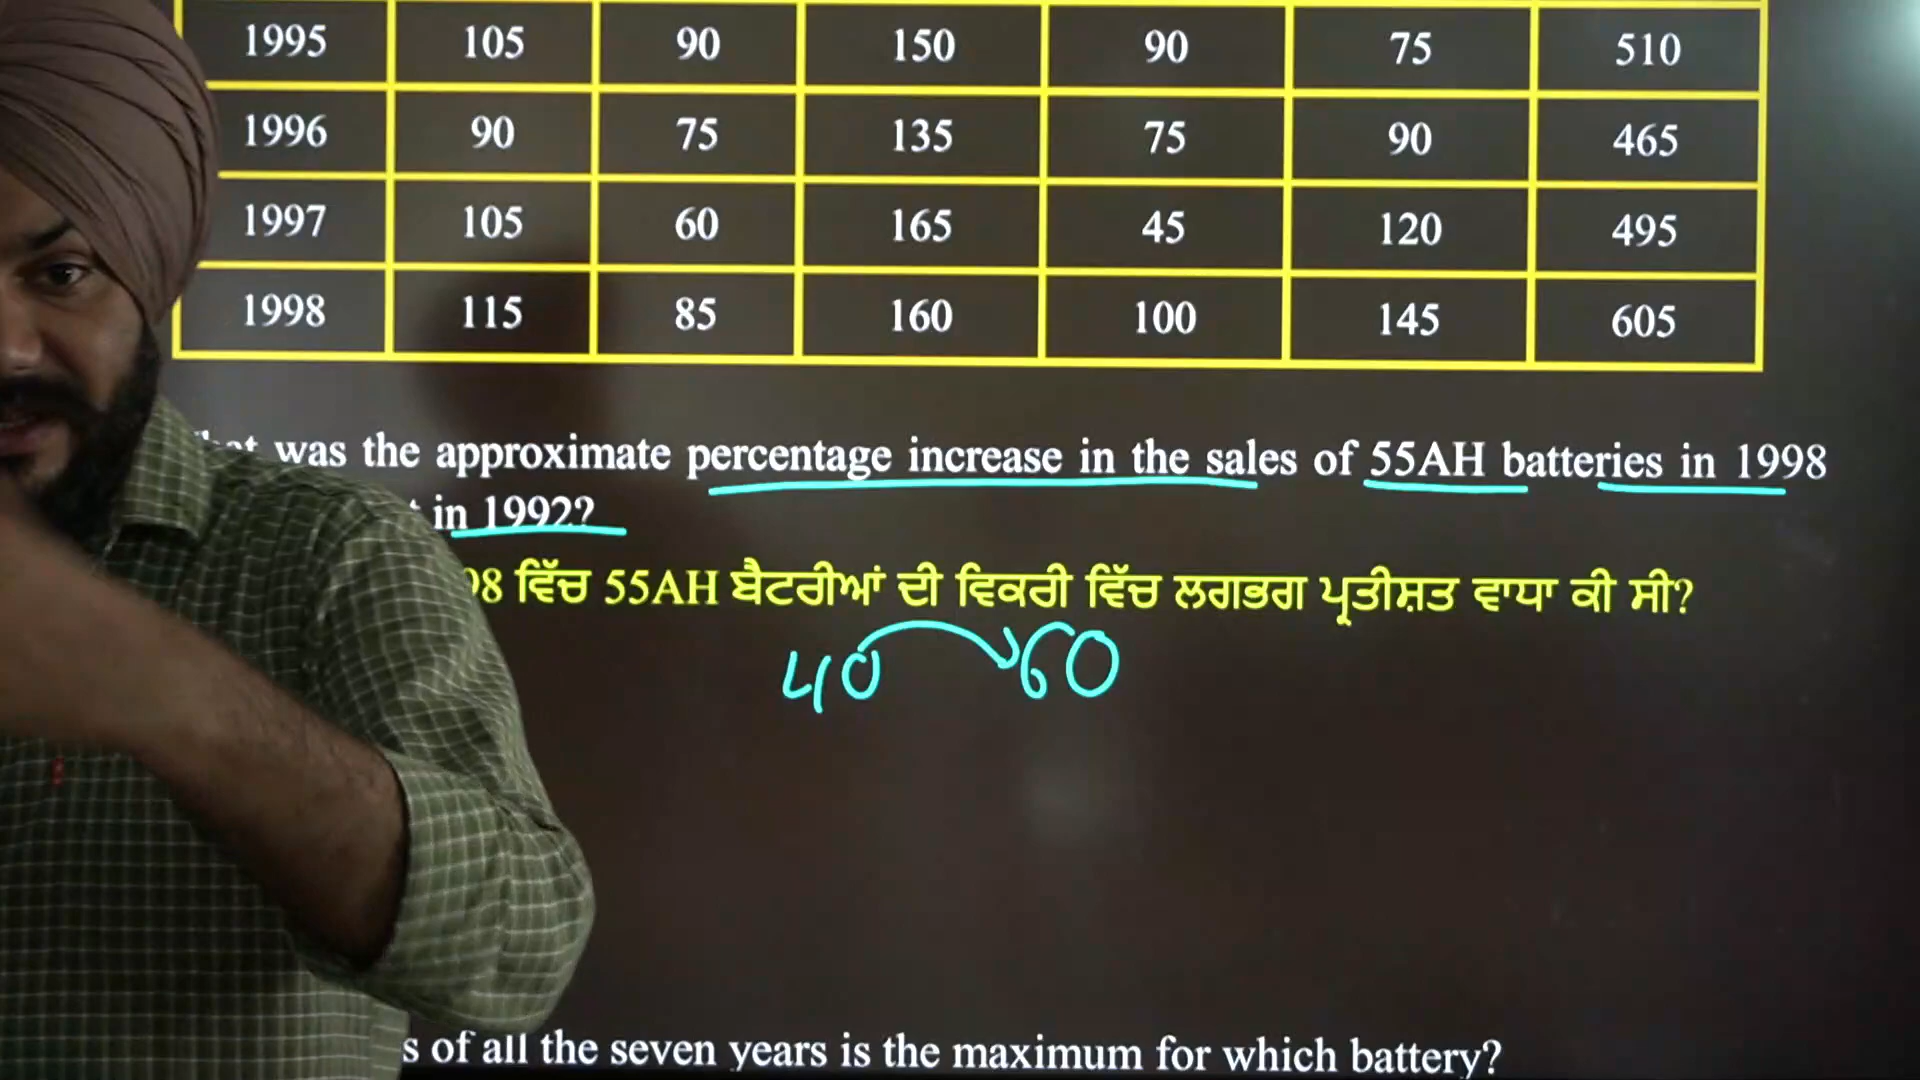 1995 105 90 150 90 75 510
1996 90 75 135 75 90 465
1997 105 60 165 45 120 495
1998 115 85 160 100 145 605
was the approximate percentage increase in the sales of 55AH batteries in 1998
in 1992?
ਵਿੱਚ 55AH ਬੈਟਰੀਆਂ ਦੀ ਵਿਕਰੀ ਵਿੱਚ ਲਗਭਗ ਪ੍ਰਤੀਸ਼ਤ ਵਾਧਾ ਕੀ ਸੀ?
40 60
of all the seven years is the maximum for which battery?